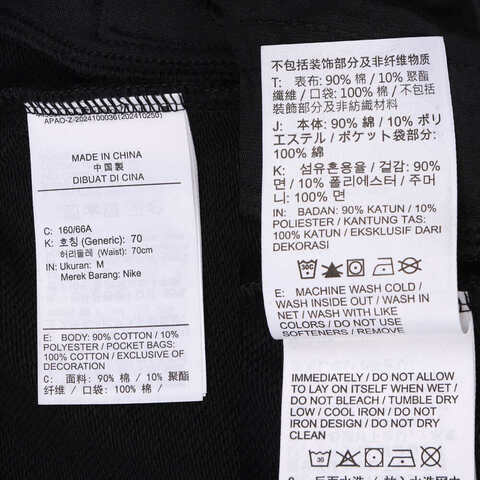 APAO-Z/2024100036(20241025)
MADE IN CHINA
中国製
DIBUAT DI CINA
C: 160/66A
K: 호칭 (Generic): 70
허리둘레 (Waist): 70cm
IN: Ukuran: M
Merek Barang: Nike
E: BODY: 90% COTTON / 10%
POLYESTER / POCKET BAGS:
100% COTTON / EXCLUSIVE OF
DECORATION
C: 面料: 90% 棉 / 10% 聚酯
纤维 / 口袋: 100% 棉 /
不包括装饰部分及非纤维物质
T: 表布: 90% 棉 / 10% 聚酯
纖維 / 口袋: 100% 棉 / 不包括
裝飾部分及非紡織材料
J: 本体: 90% 綿 / 10% ポリ
エステル / ポケット袋部分:
100% 綿
K: 섬유혼용율 / 겉감: 90%
면 / 10% 폴리에스터 / 주머
니: 100% 면
IN: BADAN: 90% KATUN / 10%
POLIESTER / KANTUNG TAS:
100% KATUN / EKSKLUSIF DARI
DEKORASI
E: MACHINE WASH COLD /
WASH INSIDE OUT / WASH IN
NET / WASH WITH LIKE
COLORS / DO NOT USE
SOFTENERS
IMMEDIATELY / DO NOT ALLOW
TO LAY ON ITSELF WHEN WET /
DO NOT BLEACH / TUMBLE DRY
LOW / COOL IRON / DO NOT
IRON DESIGN / DO NOT DRY
CLEAN